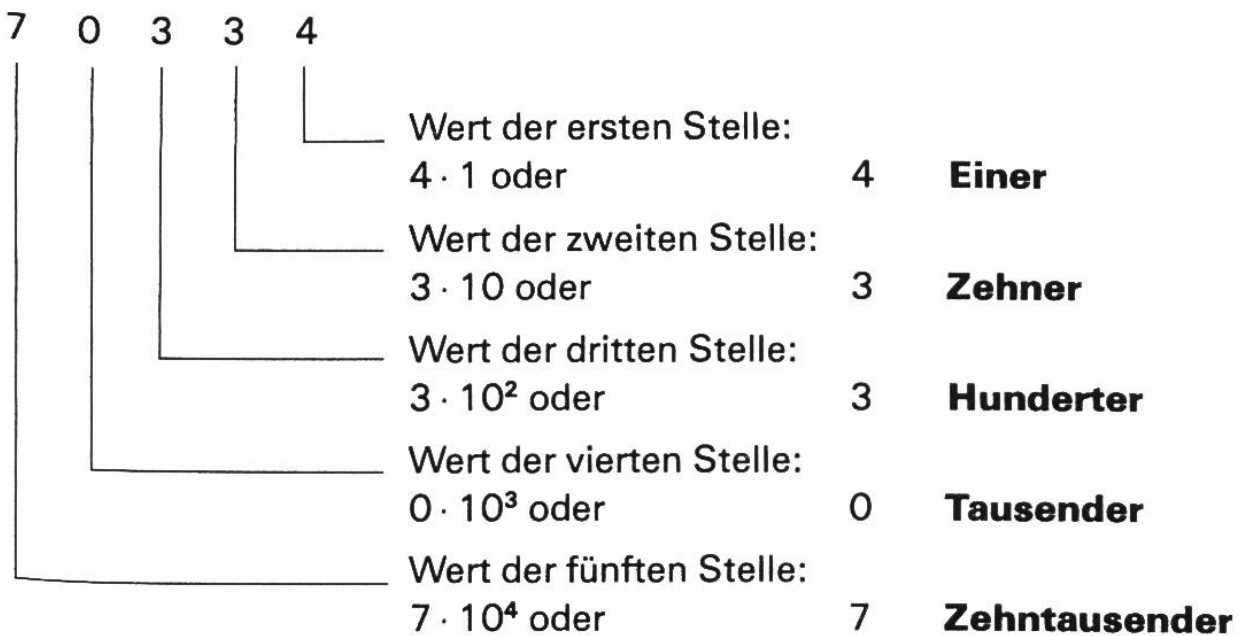 7 0 3 3 4
Wert der ersten Stelle:
4 · 1 oder 4 Einer
Wert der zweiten Stelle:
3 · 10 oder 3 Zehner
Wert der dritten Stelle:
3 · 10² oder 3 Hunderter
Wert der vierten Stelle:
0 · 10³ oder 0 Tausender
Wert der fünften Stelle:
7 · 10⁴ oder 7 Zehntausender